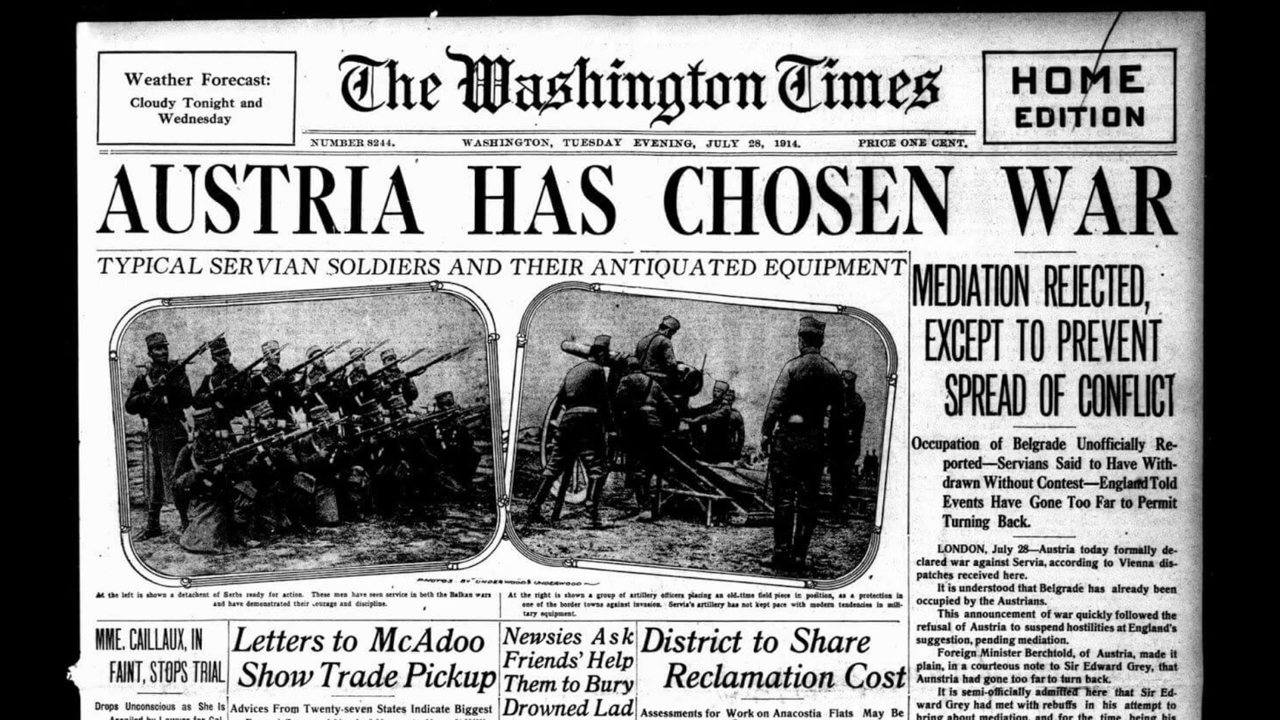 Weather Forecast:
Cloudy Tonight and
Wednesday
The Washington Times
HOME
EDITION
NUMBER 8244.
WASHINGTON, TUESDAY EVENING, JULY 28, 1914.
PRICE ONE CENT.
AUSTRIA HAS CHOSEN WAR
TYPICAL SERVIAN SOLDIERS AND THEIR ANTIQUATED EQUIPMENT
PHOTOS BY UNDERWOOD & UNDERWOOD
At the left is shown a detachment of Serbs ready for action. These men have seen service in both the Balkan wars
and have demonstrated their courage and discipline.
At the right is shown a group of artillery officers placing an old-time field piece in position, as a protection in
one of the border towns against invasion. Servia's artillery has not kept pace with modern tendencies in mili-
tary equipment.
MEDIATION REJECTED,
EXCEPT TO PREVENT
SPREAD OF CONFLICT
Occupation of Belgrade Unofficially Re-
ported—Servians Said to Have With-
drawn Without Contest—England Told
Events Have Gone Too Far to Permit
Turning Back.
LONDON, July 28—Austria today formally de-
clared war against Servia, according to Vienna dis-
patches received here.
It is understood that Belgrade has already been
occupied by the Austrians.
This announcement of war quickly followed the
refusal of Austria to suspend hostilities at England's
suggestion, pending mediation.
Foreign Minister Berchtold, of Austria, made it
plain, in a courteous note to Sir Edward Grey, that
Aunstria had gone too far to turn back.
It is semi-officially admitted here that Sir Ed-
ward Grey had met with rebuffs in his attempt to
bring about mediation, and for the time being his
MME. CAILLAUX, IN
FAINT, STOPS TRIAL
Drops Unconscious as She Is
Letters to McAdoo
Show Trade Pickup
Advices From Twenty-seven States Indicate Biggest
Newsies Ask
Friends' Help
Them to Bury
Drowned Lad
District to Share
Reclamation Cost
Assessments for Work on Anacostia Flats May Be